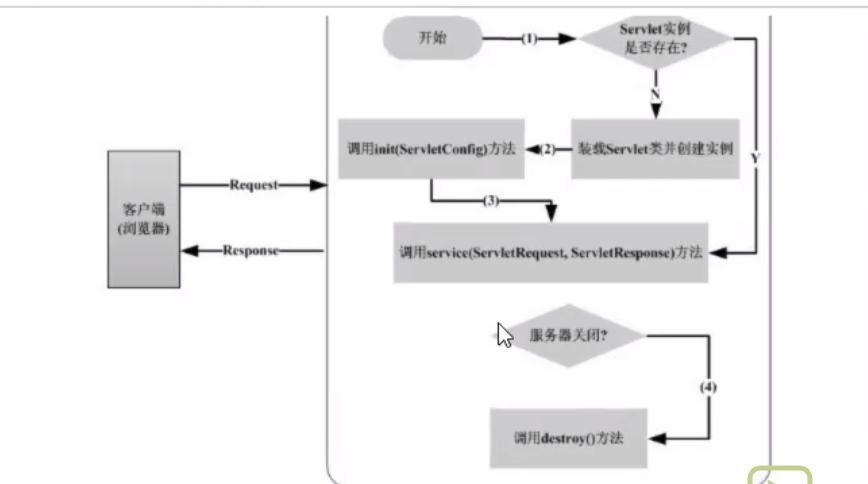 开始
(1)
Servlet实例
是否存在?
N
Y
调用init(ServletConfig)方法
(2)
装载Servlet类并创建实例
Request
(3)
客户端
(浏览器)
Response
调用service(ServletRequest, ServletResponse)方法
服务器关闭?
(4)
调用destroy()方法